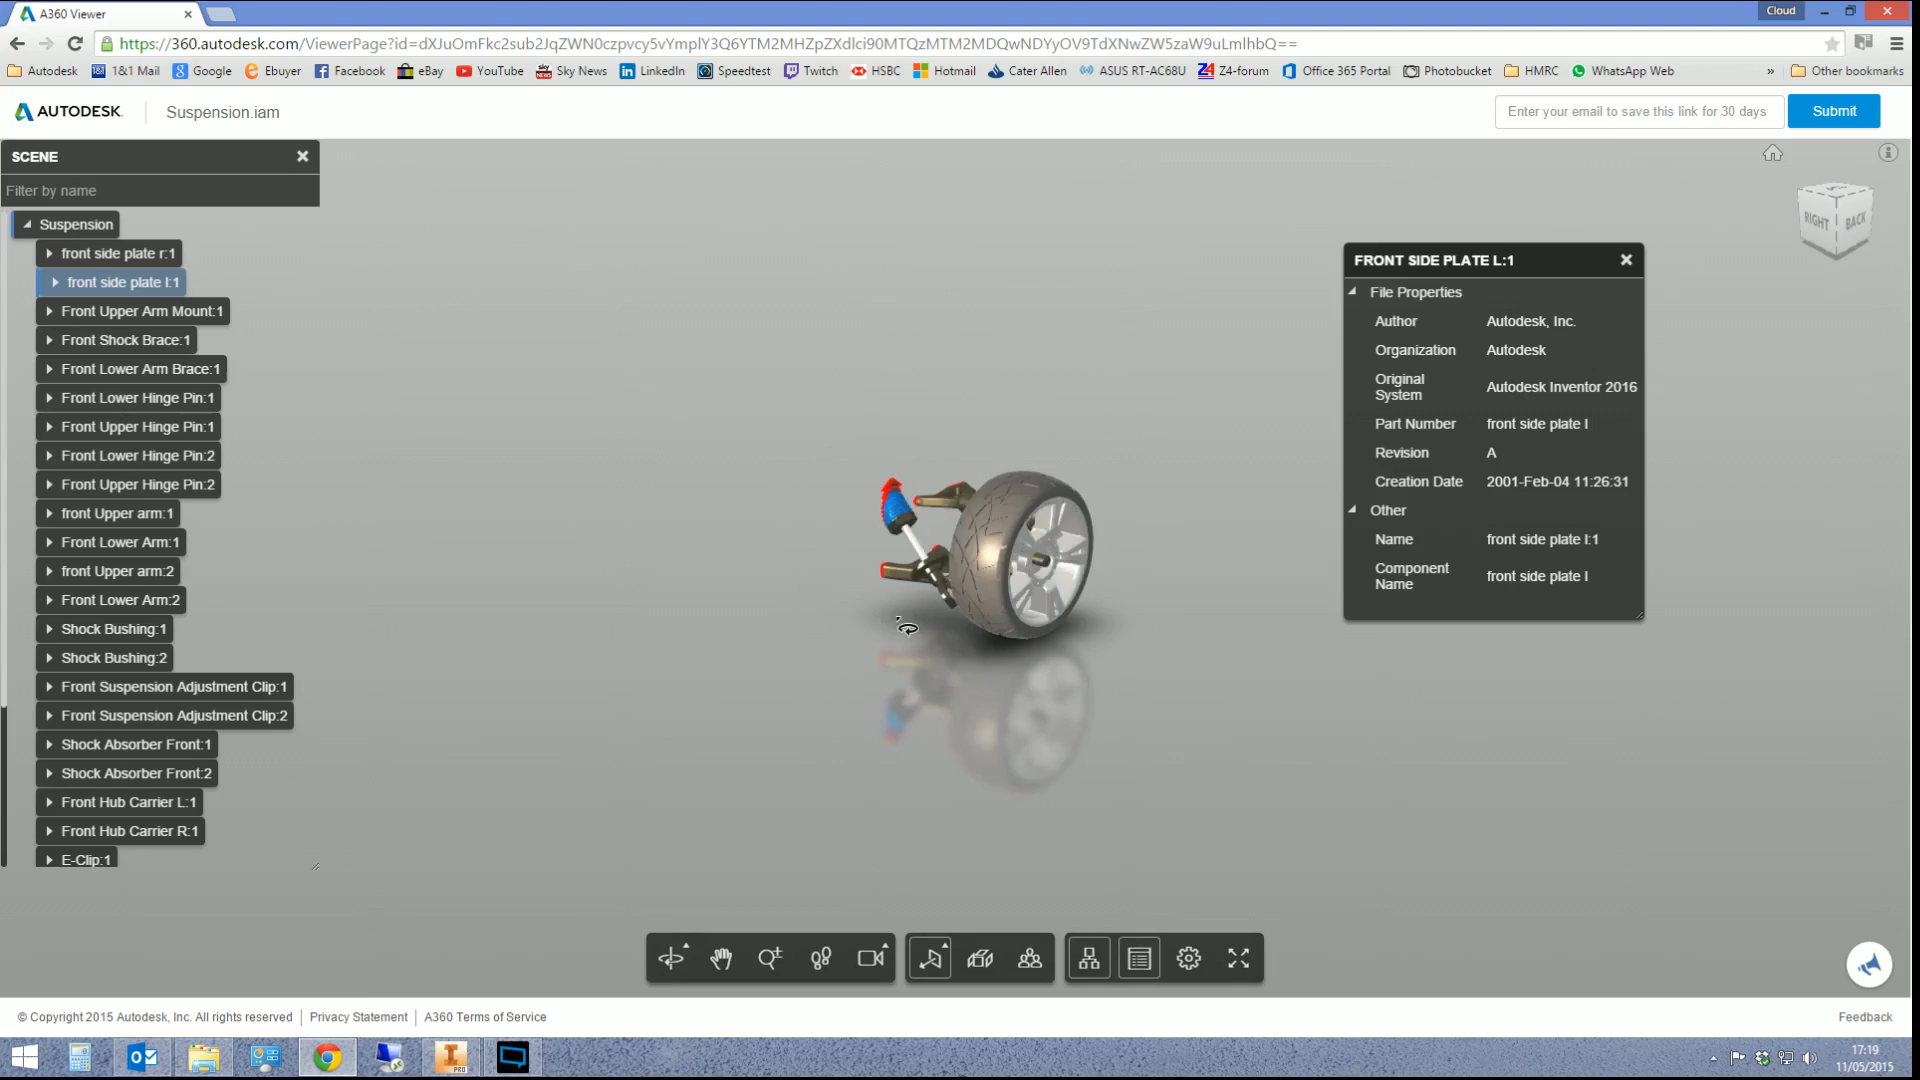 A360 Viewer
Cloud
https://360.autodesk.com/ViewerPage?id=dXJuOmFkc2sub2JqZWN0czpvcy5vYmplY3Q6YTM2MHZpZXdlci90MTQzMTM2MDQwNDYyOV9TdXNwZW5zaW9uLmlhbQ==
Autodesk 1&1 Mail Google Ebuyer Facebook eBay YouTube Sky News LinkedIn Speedtest Twitch HSBC Hotmail Cater Allen ASUS RT-AC68U Z4-forum Office 365 Portal Photobucket HMRC WhatsApp Web » Other bookmarks
AUTODESK. Suspension.iam Enter your email to save this link for 30 days Submit
SCENE
Filter by name
Suspension
front side plate r:1
front side plate l:1
Front Upper Arm Mount:1
Front Shock Brace:1
Front Lower Arm Brace:1
Front Lower Hinge Pin:1
Front Upper Hinge Pin:1
Front Lower Hinge Pin:2
Front Upper Hinge Pin:2
front Upper arm:1
Front Lower Arm:1
front Upper arm:2
Front Lower Arm:2
Shock Bushing:1
Shock Bushing:2
Front Suspension Adjustment Clip:1
Front Suspension Adjustment Clip:2
Shock Absorber Front:1
Shock Absorber Front:2
Front Hub Carrier L:1
Front Hub Carrier R:1
E-Clip:1
RIGHT BACK
FRONT SIDE PLATE L:1
File Properties
Author Autodesk, Inc.
Organization Autodesk
Original System Autodesk Inventor 2016
Part Number front side plate l
Revision A
Creation Date 2001-Feb-04 11:26:31
Other
Name front side plate l:1
Component Name front side plate l
© Copyright 2015 Autodesk, Inc. All rights reserved Privacy Statement A360 Terms of Service Feedback
PRO
17:19
11/05/2015